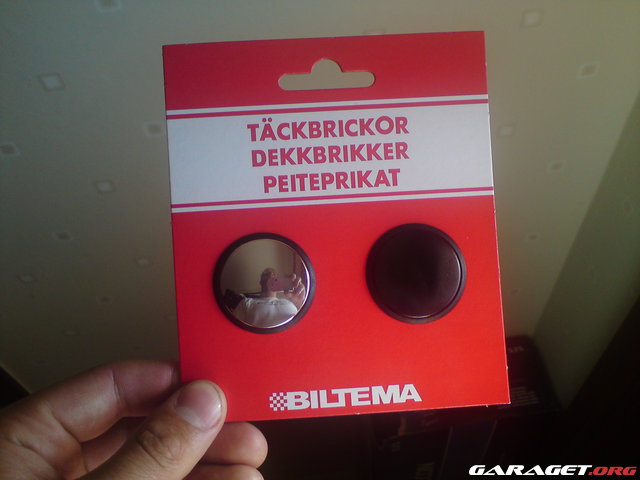 TÄCKBRICKOR
DEKKBRIKKER
PEITEPRIKAT
BILTEMA
GARAGET.ORG